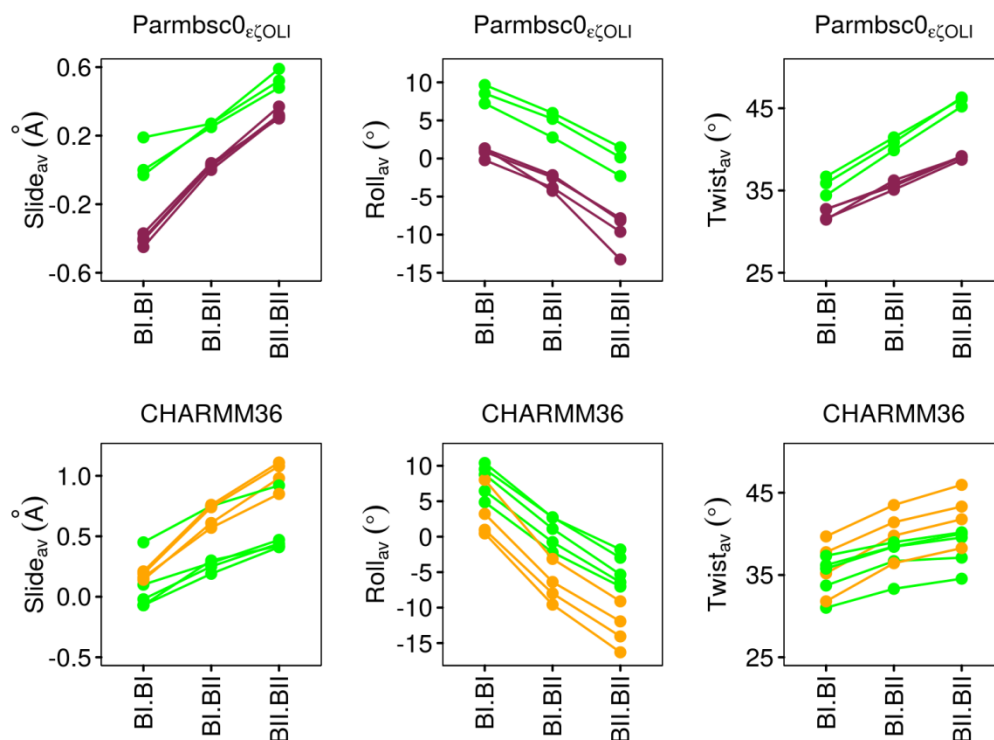 Parmbsc0εζOLI
Slideav (Å)
0.6
0.2
-0.2
-0.6
BI.BI
BI.BII
BII.BII
Parmbsc0εζOLI
Rollav (°)
10
5
0
-5
-10
-15
BI.BI
BI.BII
BII.BII
Parmbsc0εζOLI
Twistav (°)
45
35
25
BI.BI
BI.BII
BII.BII
CHARMM36
Slideav (Å)
1.0
0.5
0.0
-0.5
BI.BI
BI.BII
BII.BII
CHARMM36
Rollav (°)
10
5
0
-5
-10
-15
BI.BI
BI.BII
BII.BII
CHARMM36
Twistav (°)
45
35
25
BI.BI
BI.BII
BII.BII